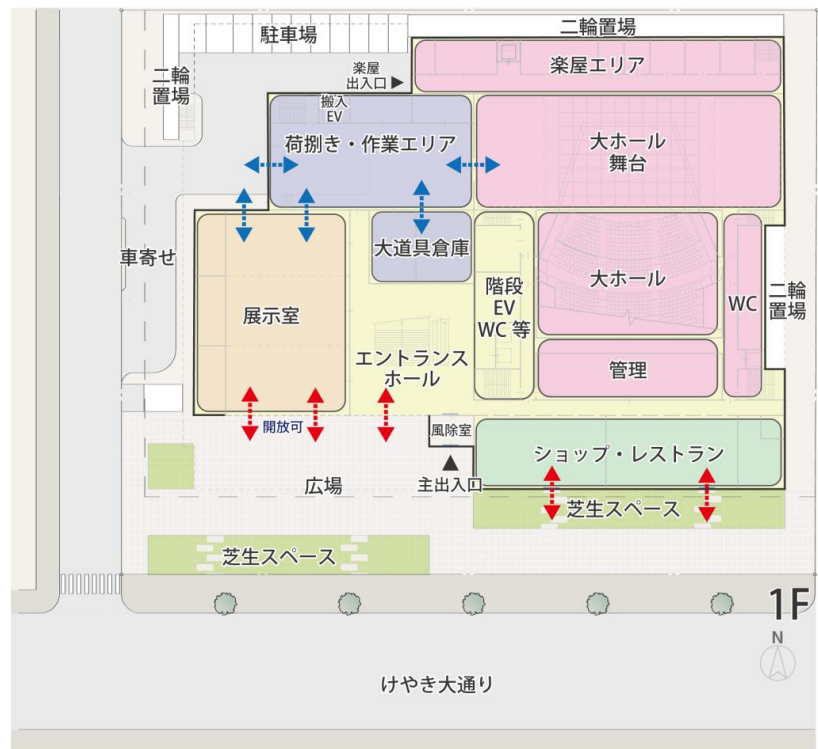 駐車場
二輪置場
二輪
置場
楽屋
出入口
楽屋エリア
搬入
EV
荷捌き・作業エリア
大ホール
舞台
車寄せ
展示室
大道具倉庫
階段
EV
WC 等
大ホール
WC
二輪
置場
エントランス
ホール
管理
開放可
風除室
ショップ・レストラン
広場
主出入口
芝生スペース
芝生スペース
1F
N
けやき大通り